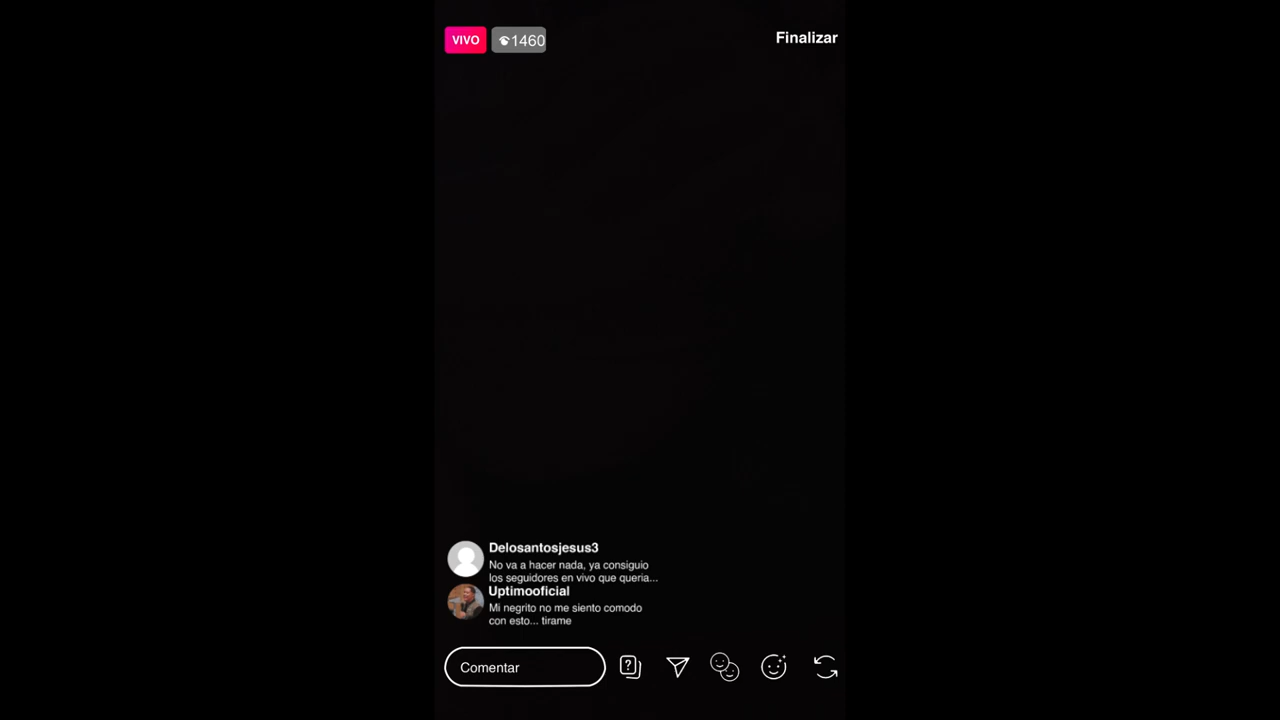 VIVO
1460
Finalizar
Delosantosjesus3
No va a hacer nada, ya consiguio
los seguidores en vivo que queria...
Uptimooficial
Mi negrito no me siento comodo
con esto... tirame
Comentar
?